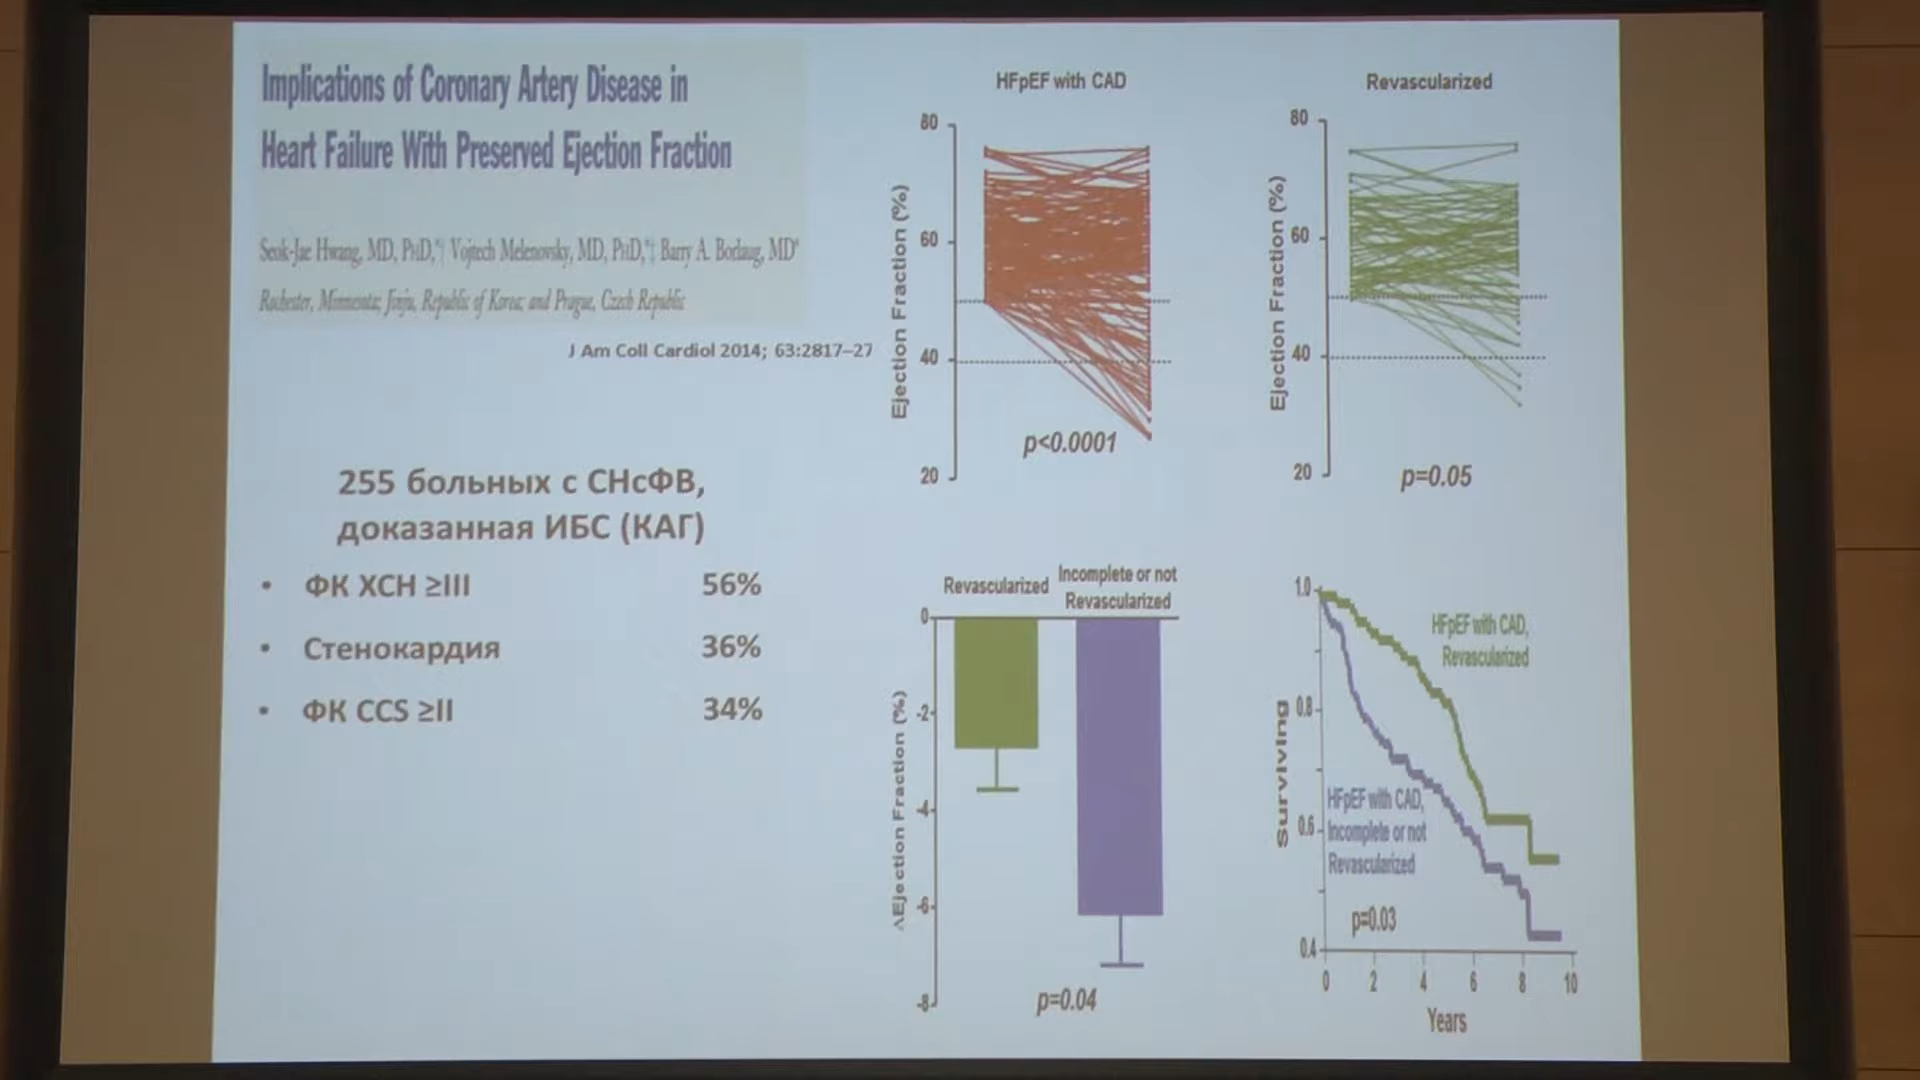 Implications of Coronary Artery Disease in
Heart Failure With Preserved Ejection Fraction
Seok-Jae Hwang, MD, PHD,*† Vojtech Melenovsky, MD, PHD,*‡ Barry A. Borlaug, MD*
Rochester, Minnesota; Jinju, Republic of Korea; and Prague, Czech Republic
J Am Coll Cardiol 2014; 63:2817–27
255 больных с СНсФВ,
доказанная ИБС (КАГ)
• ФК ХСН ≥III 56%
• Стенокардия 36%
• ФК CCS ≥II 34%
HFpEF with CAD
Ejection Fraction (%)
80
60
40
20
p<0.0001
Revascularized
Ejection Fraction (%)
80
60
40
20
p=0.05
Revascularized
Incomplete or not
Revascularized
ΔEjection Fraction (%)
0
-2
-4
-6
-8
p=0.04
Surviving
1.0
0.8
0.6
0.4
HFpEF with CAD,
Revascularized
HFpEF with CAD,
Incomplete or not
Revascularized
p=0.03
0 2 4 6 8 10
Years